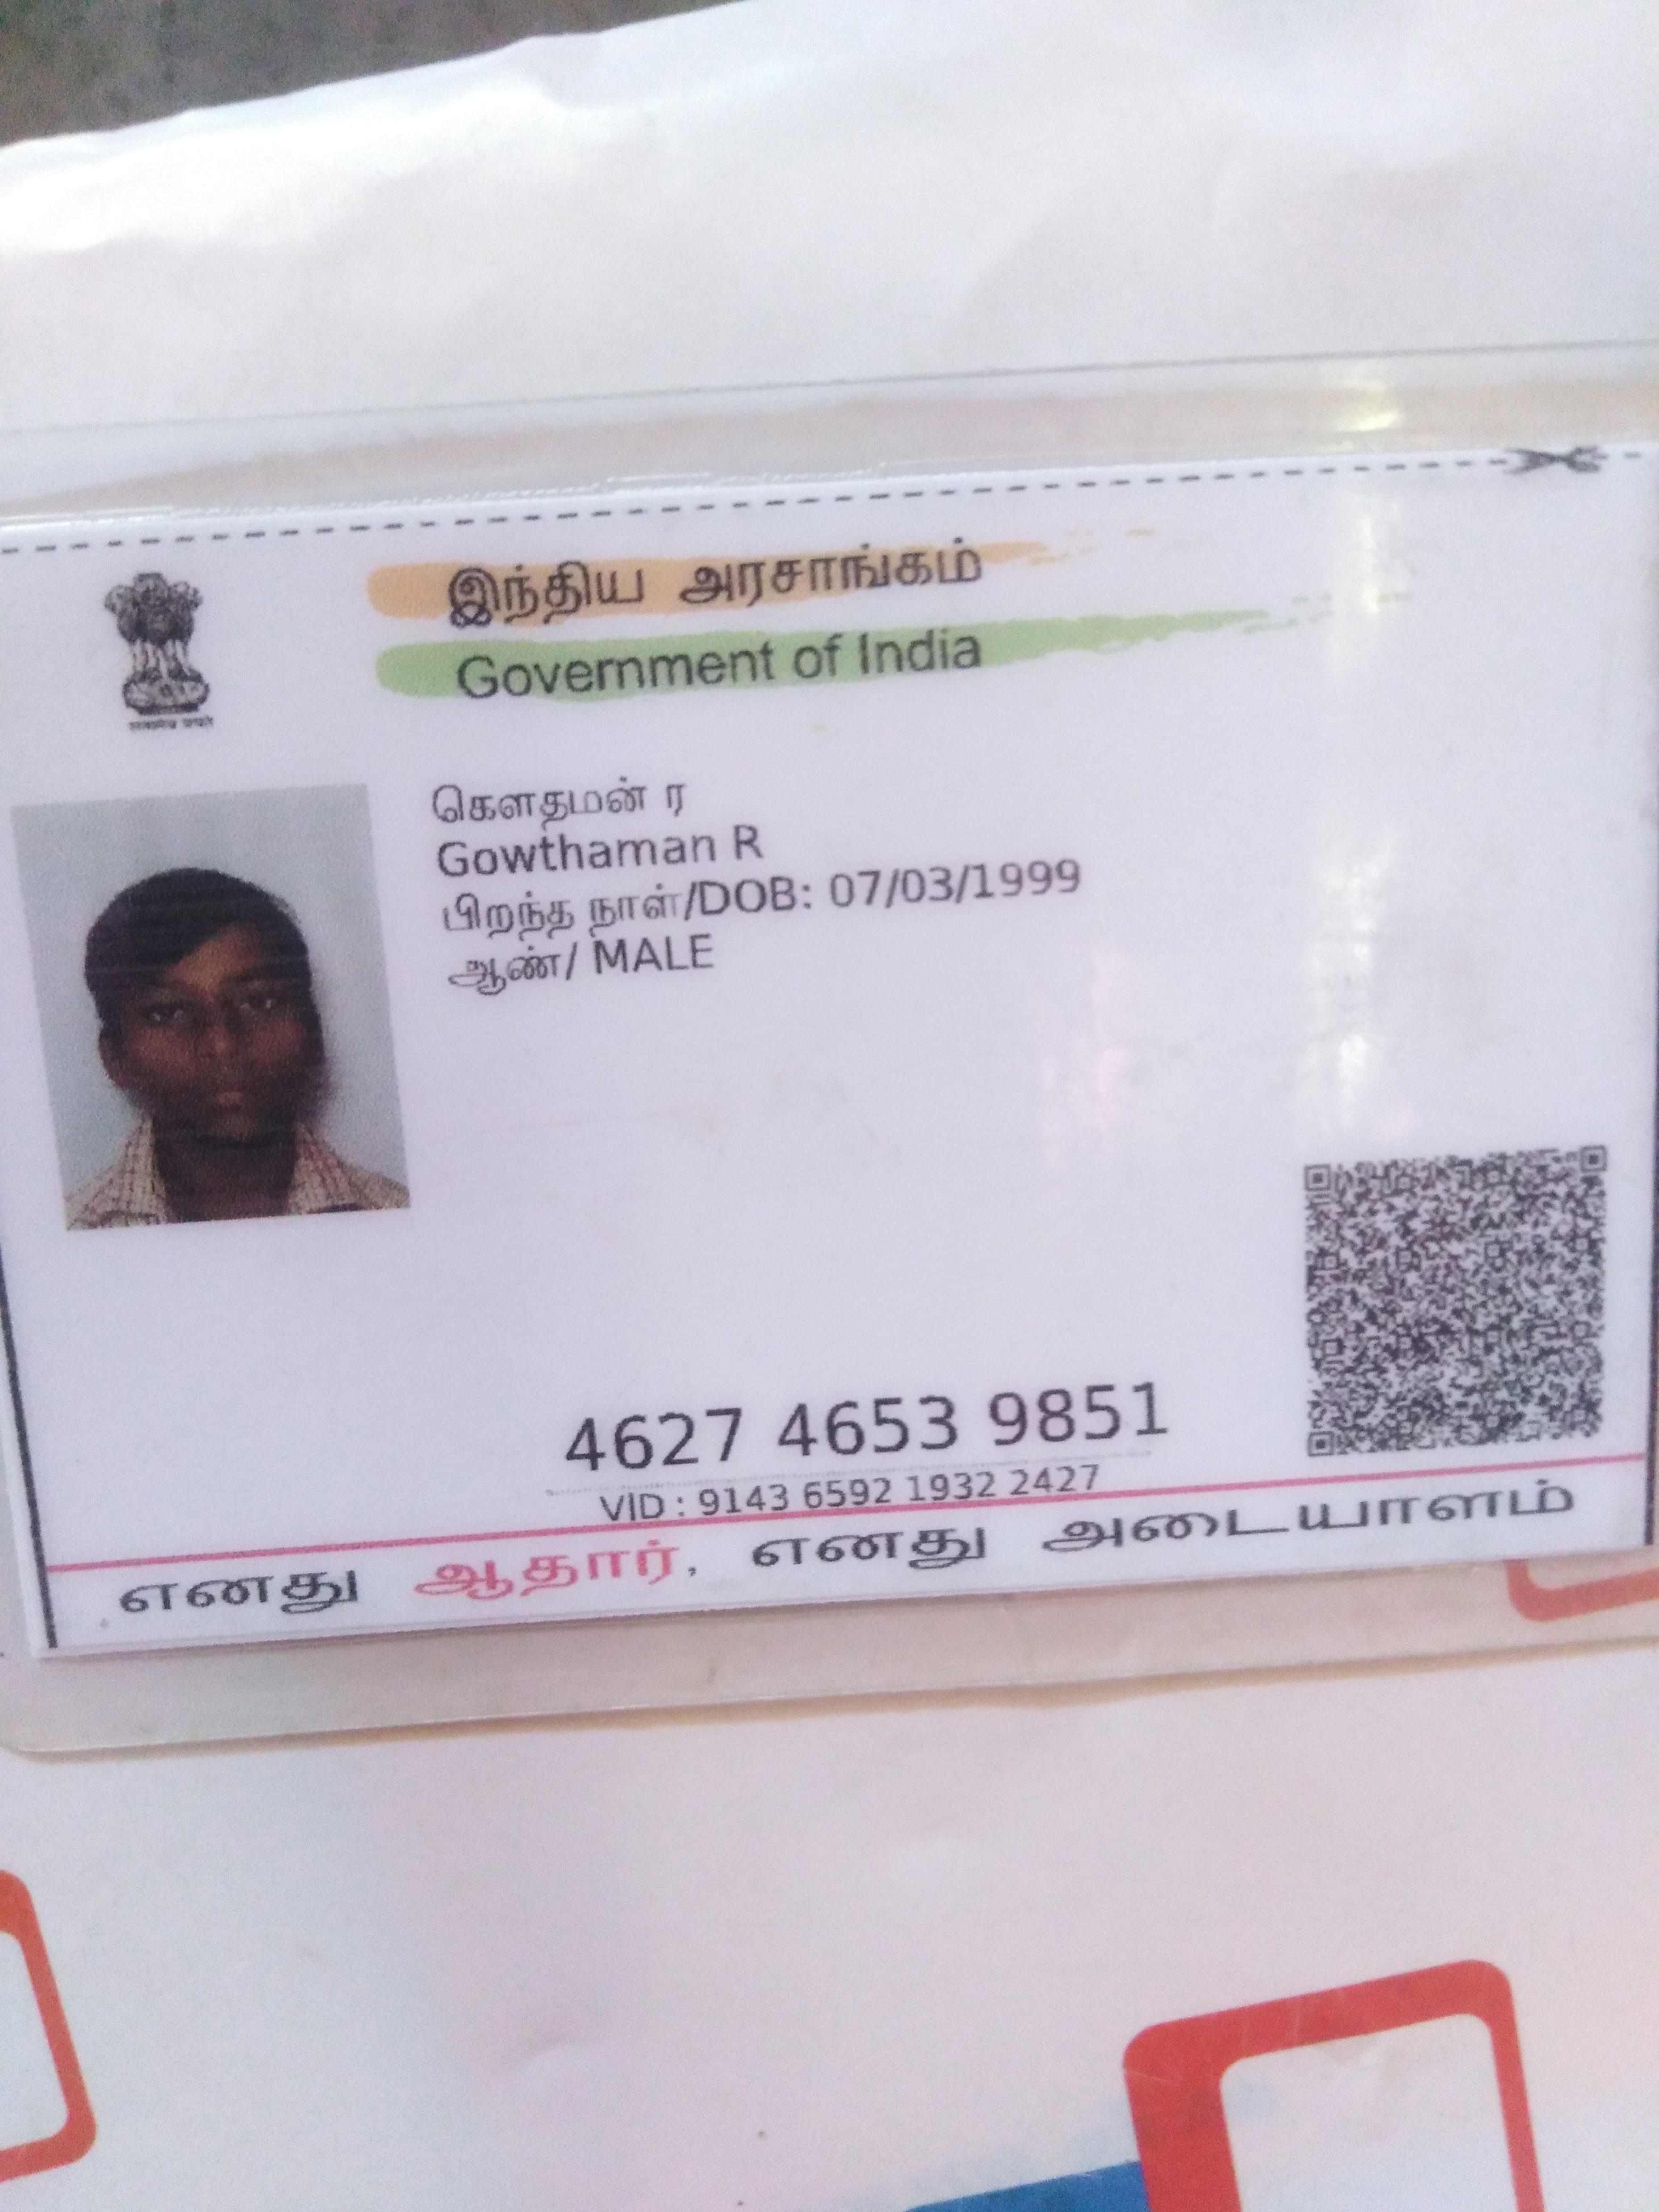 இந்திய அரசாங்கம்
Government of India
கௌதமன் ர
Gowthaman R
பிறந்த நாள்/DOB: 07/03/1999
ஆண்/ MALE
4627 4653 9851
VID : 9143 6592 1932 2427
எனது ஆதார், எனது அடையாளம்